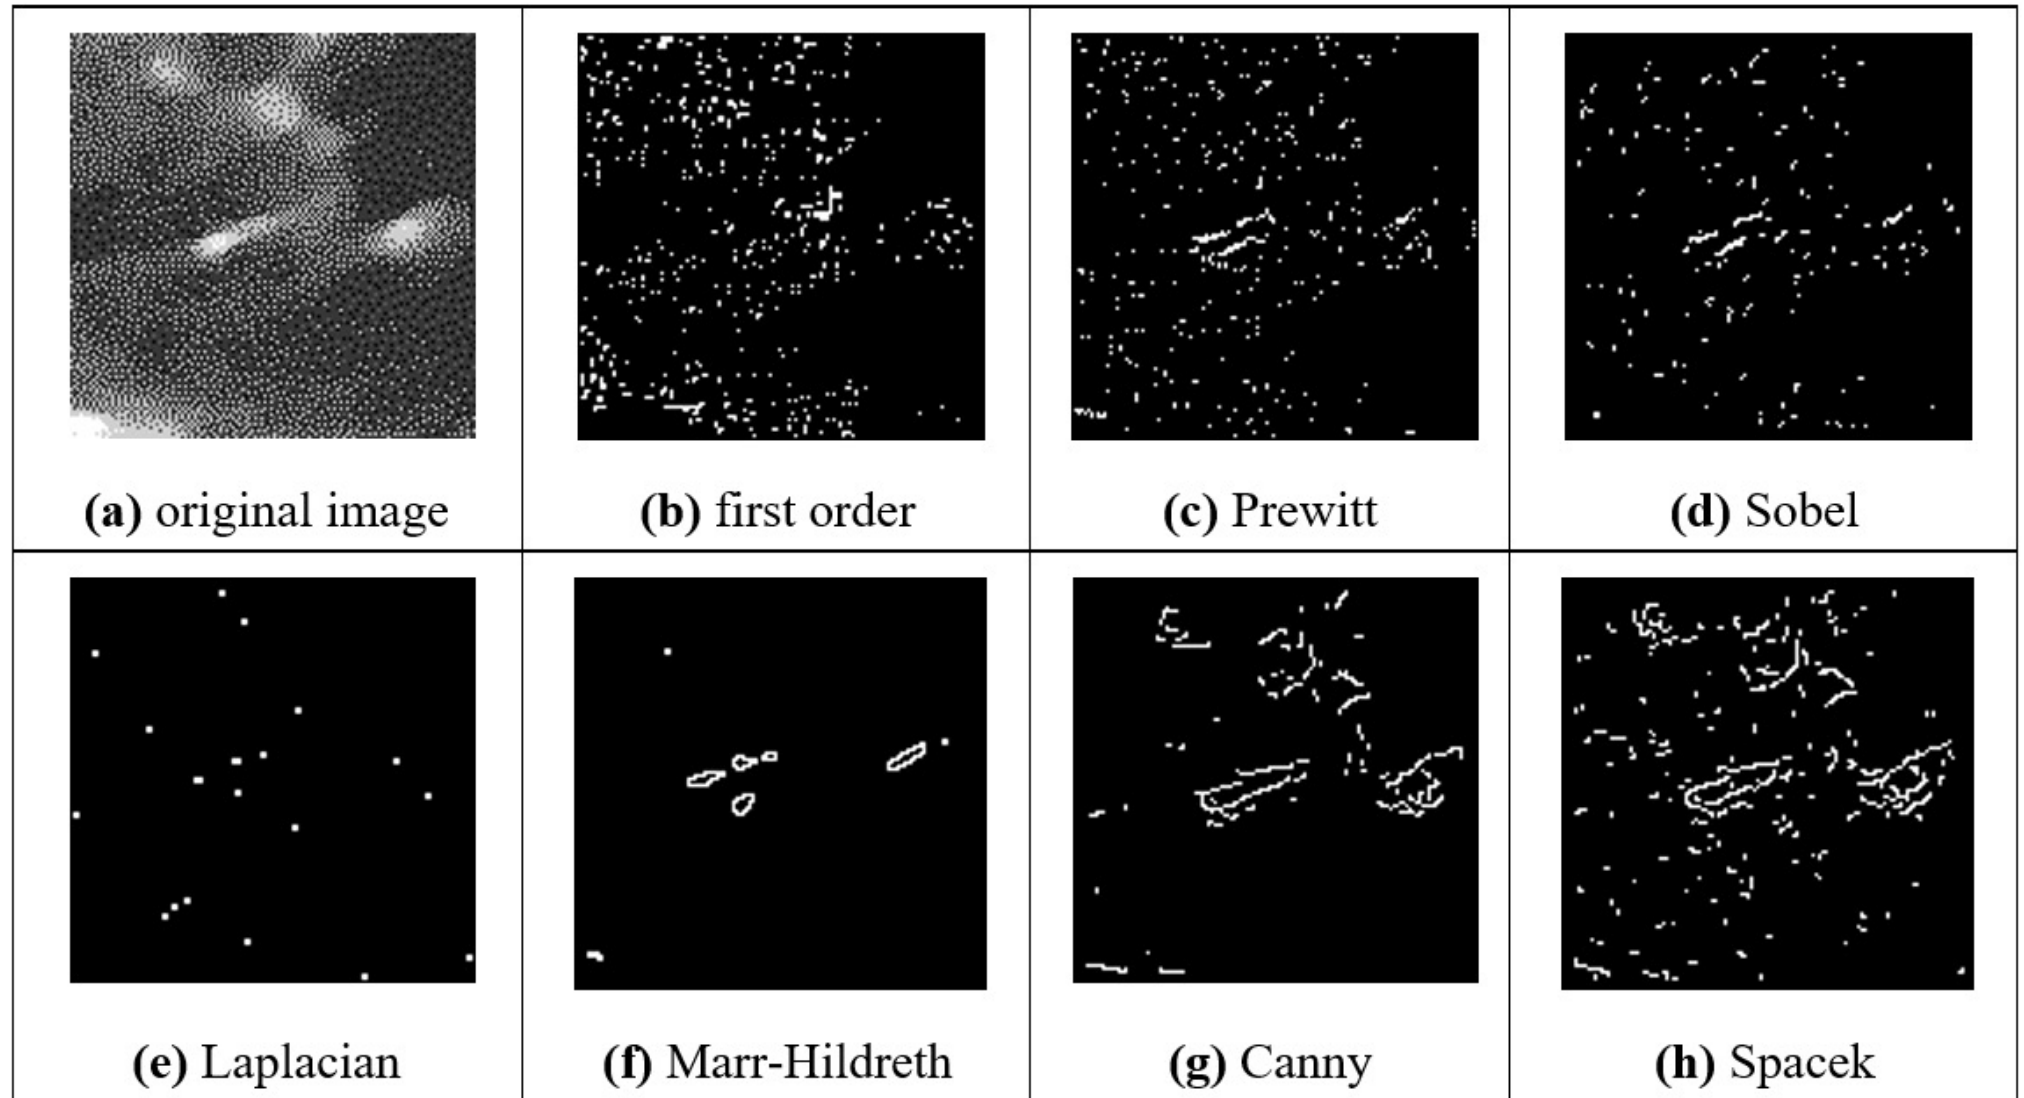 (a) original image
(b) first order
(c) Prewitt
(d) Sobel
(e) Laplacian
(f) Marr-Hildreth
(g) Canny
(h) Spacek